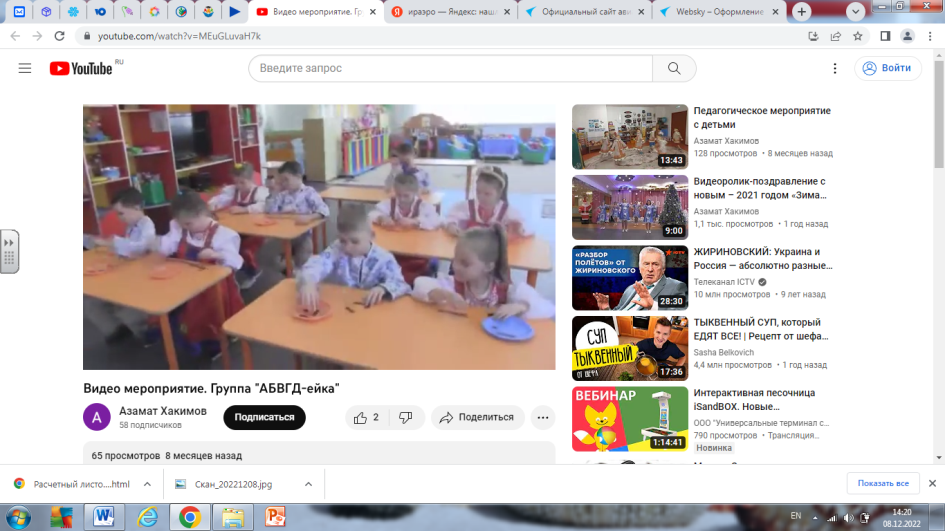 Видео мероприятие. Гр
ираэро — Яндекс: наш
Официальный сайт ави
Websky – Оформление
youtube.com/watch?v=MEuGLuvaH7k
YouTube RU
Введите запрос
Войти
Видео мероприятие. Группа "АБВГД-ейка"
А
Азамат Хакимов
58 подписчиков
Подписаться
2
Поделиться
65 просмотров 8 месяцев назад
13:43
Педагогическое мероприятие
с детьми
Азамат Хакимов
128 просмотров • 8 месяцев назад
9:00
Видеоролик-поздравление с
новым – 2021 годом «Зима...
Азамат Хакимов
1,1 тыс. просмотров • 1 год назад
«РАЗБОР
ПОЛЁТОВ» ОТ
ЖИРИНОВСКОГО
28:30
ЖИРИНОВСКИЙ: Украина и
Россия — абсолютно разные...
Телеканал ICTV
10 млн просмотров • 9 лет назад
СУП
ТЫКВЕННЫЙ
ОТ ШЕФА
17:36
ТЫКВЕННЫЙ СУП, который
ЕДЯТ ВСЕ! | Рецепт от шефа...
Sasha Belkovich
4,4 млн просмотров • 1 год назад
ВЕБИНАР
1:14:41
Интерактивная песочница
iSandBOX. Новые...
ООО "Универсальные терминал с...
790 просмотров • Трансляция...
Новинка
Расчетный листо....html
Скан_20221208.jpg
Показать все
EN
14:20
08.12.2022